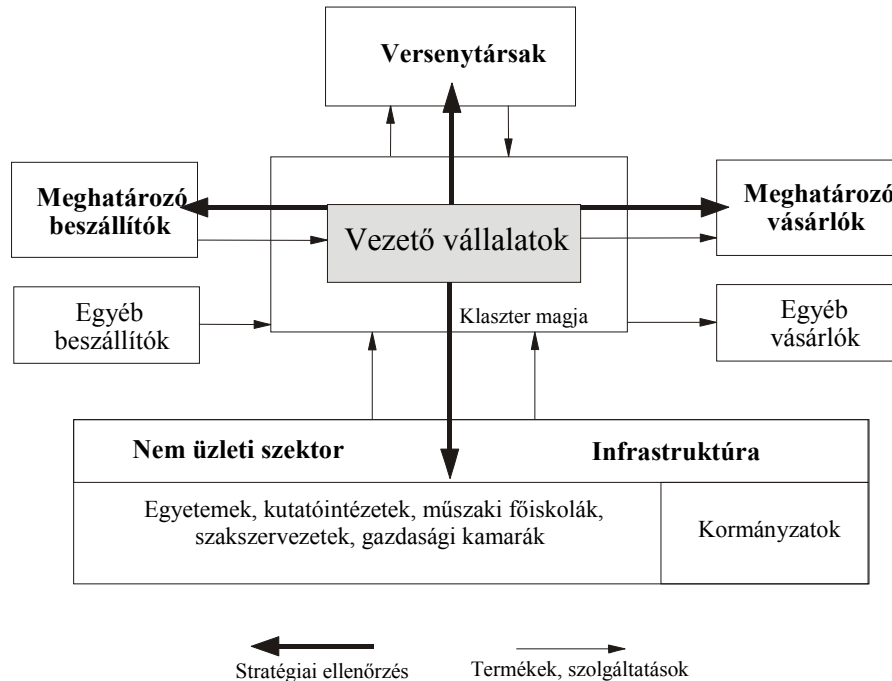 Versenytársak
Meghatározó
beszállítók
Vezető vállalatok
Meghatározó
vásárlók
Egyéb
beszállítók
Klaszter magja
Egyéb
vásárlók
Nem üzleti szektor
Infrastruktúra
Egyetemek, kutatóintézetek, műszaki főiskolák,
szakszervezetek, gazdasági kamarák
Kormányzatok
Stratégiai ellenőrzés
Termékek, szolgáltatások